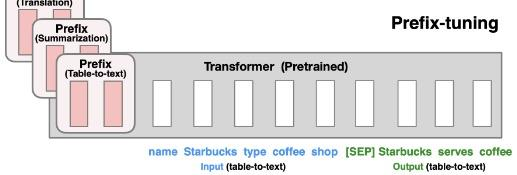 (Translation)
Prefix
(Summarization)
Prefix
(Table-to-text)
Prefix-tuning
Transformer (Pretrained)
name Starbucks type coffee shop [SEP] Starbucks serves coffee
Input (table-to-text)
Output (table-to-text)